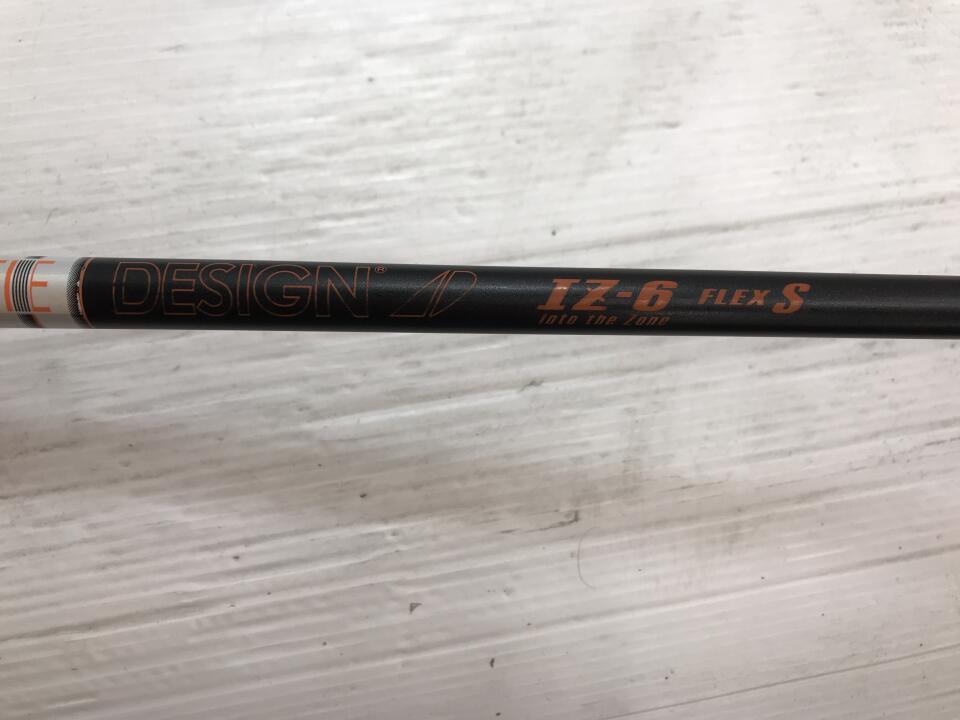 DESIGN® IZ-6 FLEX S
Into the Zone